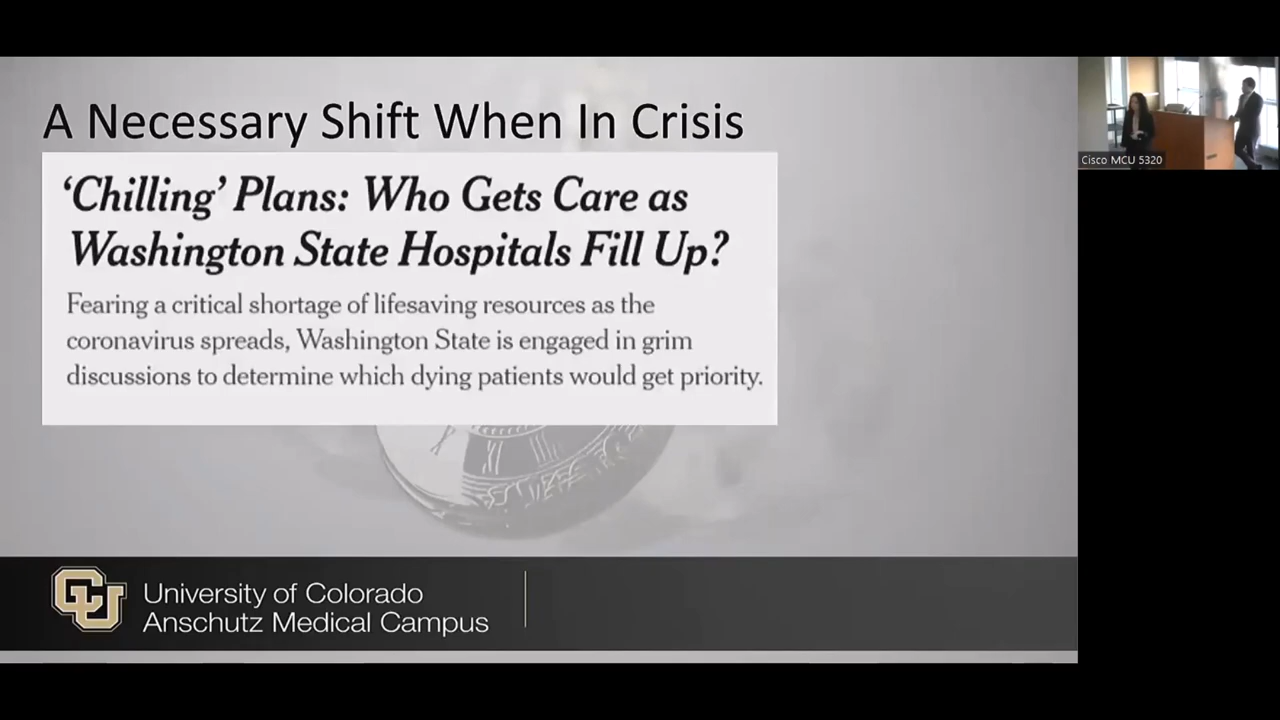 A Necessary Shift When In Crisis
‘Chilling’ Plans: Who Gets Care as
Washington State Hospitals Fill Up?
Fearing a critical shortage of lifesaving resources as the
coronavirus spreads, Washington State is engaged in grim
discussions to determine which dying patients would get priority.
CU
University of Colorado
Anschutz Medical Campus
Cisco MCU 5320